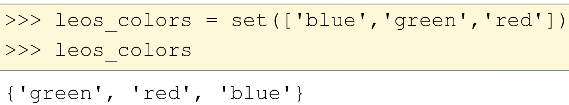 >>> leos_colors = set(['blue','green','red'])
>>> leos_colors
{'green', 'red', 'blue'}